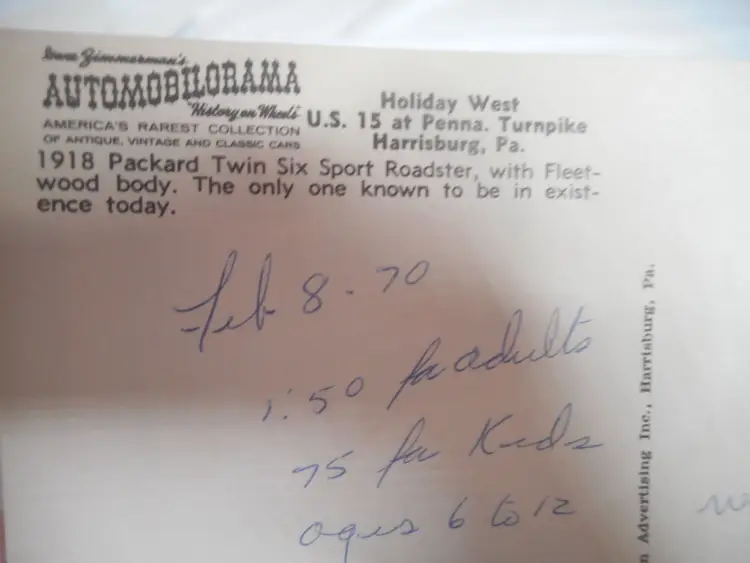 Zimmerman's
AUTOMOBILORAMA
"History on Wheels"
AMERICA'S RAREST COLLECTION
OF ANTIQUE, VINTAGE AND CLASSIC CARS
Holiday West
U.S. 15 at Penna. Turnpike
Harrisburg, Pa.
1918 Packard Twin Six Sport Roadster, with Fleet-
wood body. The only one known to be in exist-
ence today.
Feb 8 - 70
1.50 for adults
75 for Kids
ages 6 to 12
n Advertising Inc., Harrisburg, Pa.